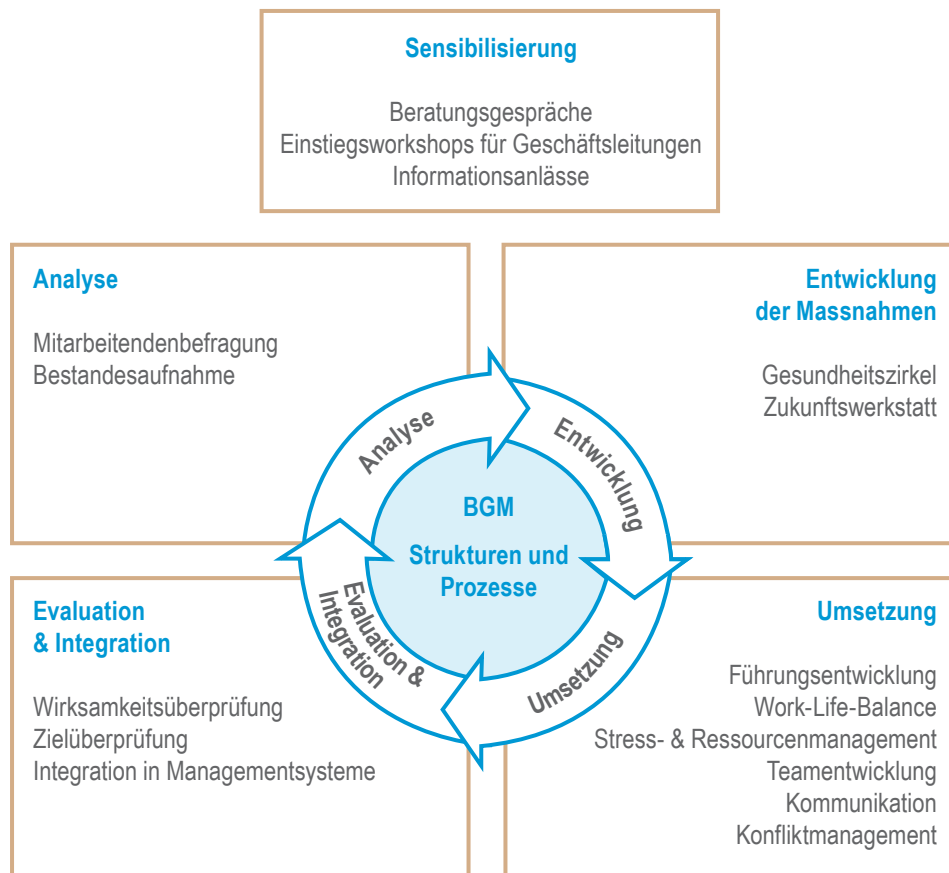 Sensibilisierung
Beratungsgespräche
Einstiegsworkshops für Geschäftsleitungen
Informationsanlässe
Analyse
Mitarbeitendenbefragung
Bestandesaufnahme
Entwicklung
der Massnahmen
Gesundheitszirkel
Zukunftswerkstatt
Analyse
Entwicklung
Umsetzung
Evaluation &
Integration
BGM
Strukturen und
Prozesse
Evaluation
& Integration
Wirksamkeitsüberprüfung
Zielüberprüfung
Integration in Managementsysteme
Umsetzung
Führungsentwicklung
Work-Life-Balance
Stress- & Ressourcenmanagement
Teamentwicklung
Kommunikation
Konfliktmanagement